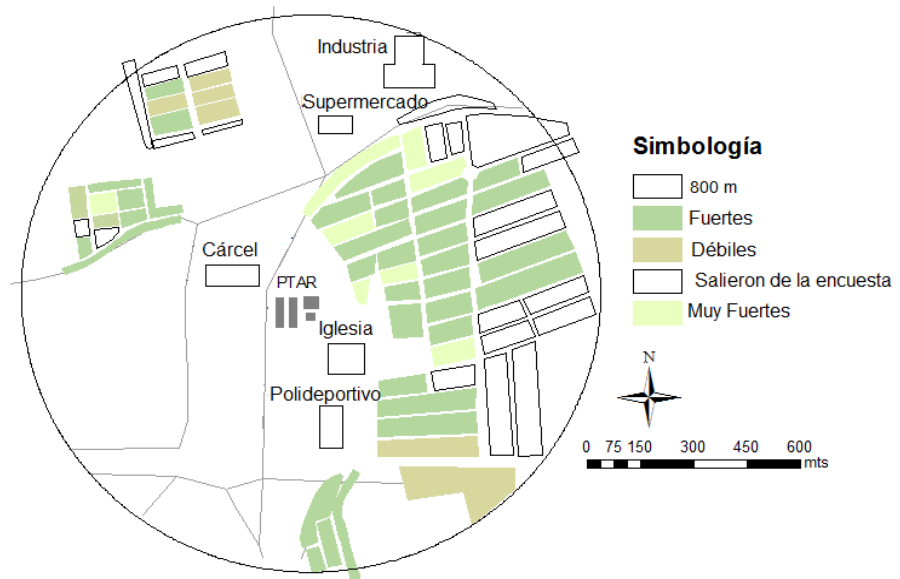 Industria
Supermercado
Cárcel
PTAR
Iglesia
Polideportivo
Simbología
800 m
Fuertes
Débiles
Salieron de la encuesta
Muy Fuertes
N
0 75 150 300 450 600
mts